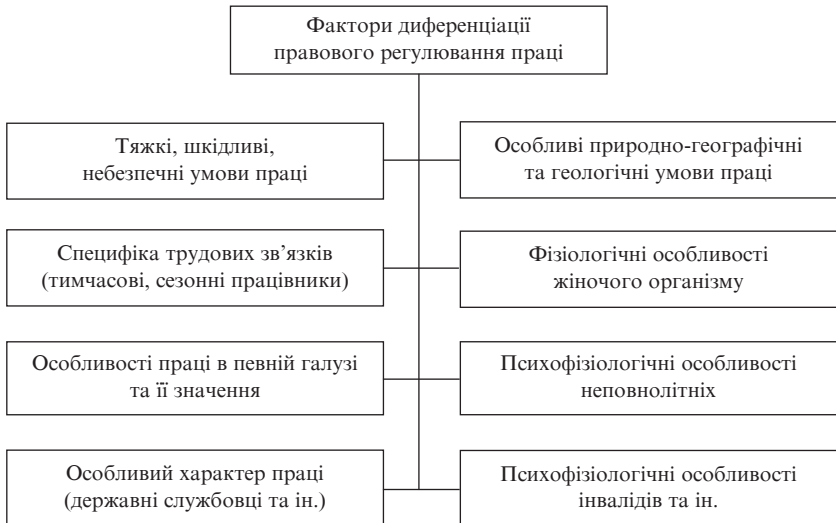 Фактори диференціації
правового регулювання праці
Тяжкі, шкідливі,
небезпечні умови праці
Особливі природно-географічні
та геологічні умови праці
Специфіка трудових зв’язків
(тимчасові, сезонні працівники)
Фізіологічні особливості
жіночого організму
Особливості праці в певній галузі
та її значення
Психофізіологічні особливості
неповнолітніх
Особливий характер праці
(державні службовці та ін.)
Психофізіологічні особливості
інвалідів та ін.